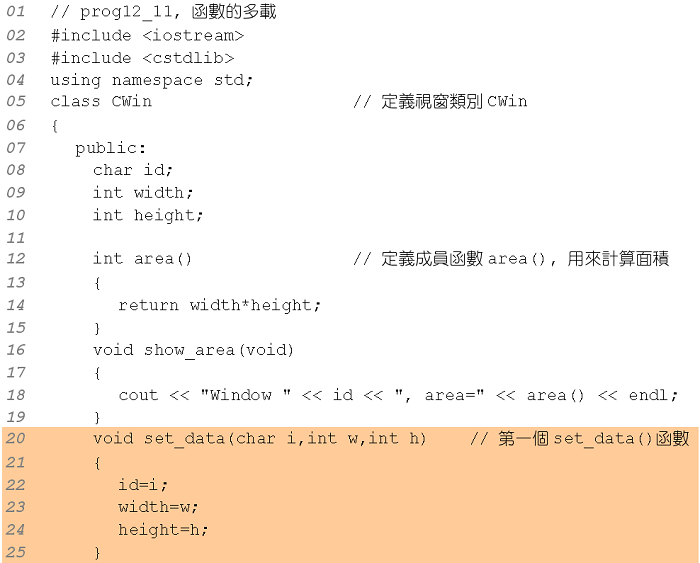 01 // prog12_11, 函數的多載
02 #include <iostream>
03 #include <cstdlib>
04 using namespace std;
05 class CWin // 定義視窗類別 CWin
06 {
07 public:
08 char id;
09 int width;
10 int height;
11
12 int area() // 定義成員函數 area(), 用來計算面積
13 {
14 return width*height;
15 }
16 void show_area(void)
17 {
18 cout << "Window " << id << ", area=" << area() << endl;
19 }
20 void set_data(char i,int w,int h) // 第一個 set_data()函數
21 {
22 id=i;
23 width=w;
24 height=h;
25 }